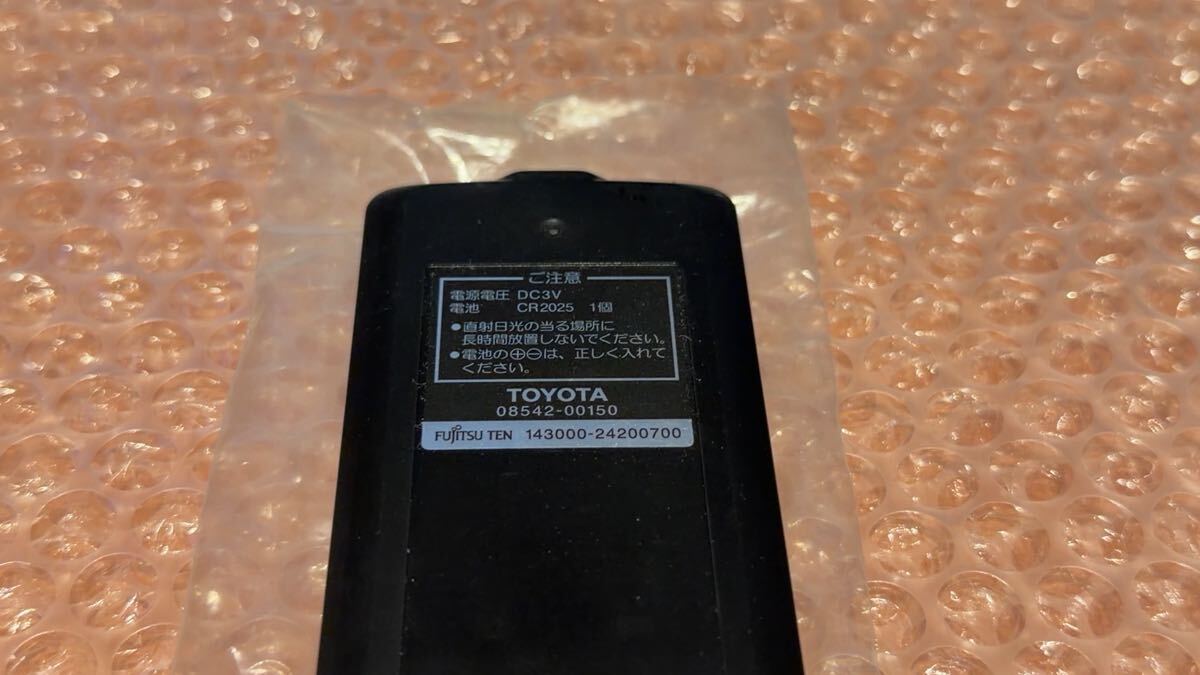 ご注意
電源電圧 DC3V
電池 CR2025 1個
●直射日光の当る場所に
長時間放置しないでください。
●電池の⊕⊖は、正しく入れて
ください。
TOYOTA
08542-00150
FUJITSU TEN 143000-24200700